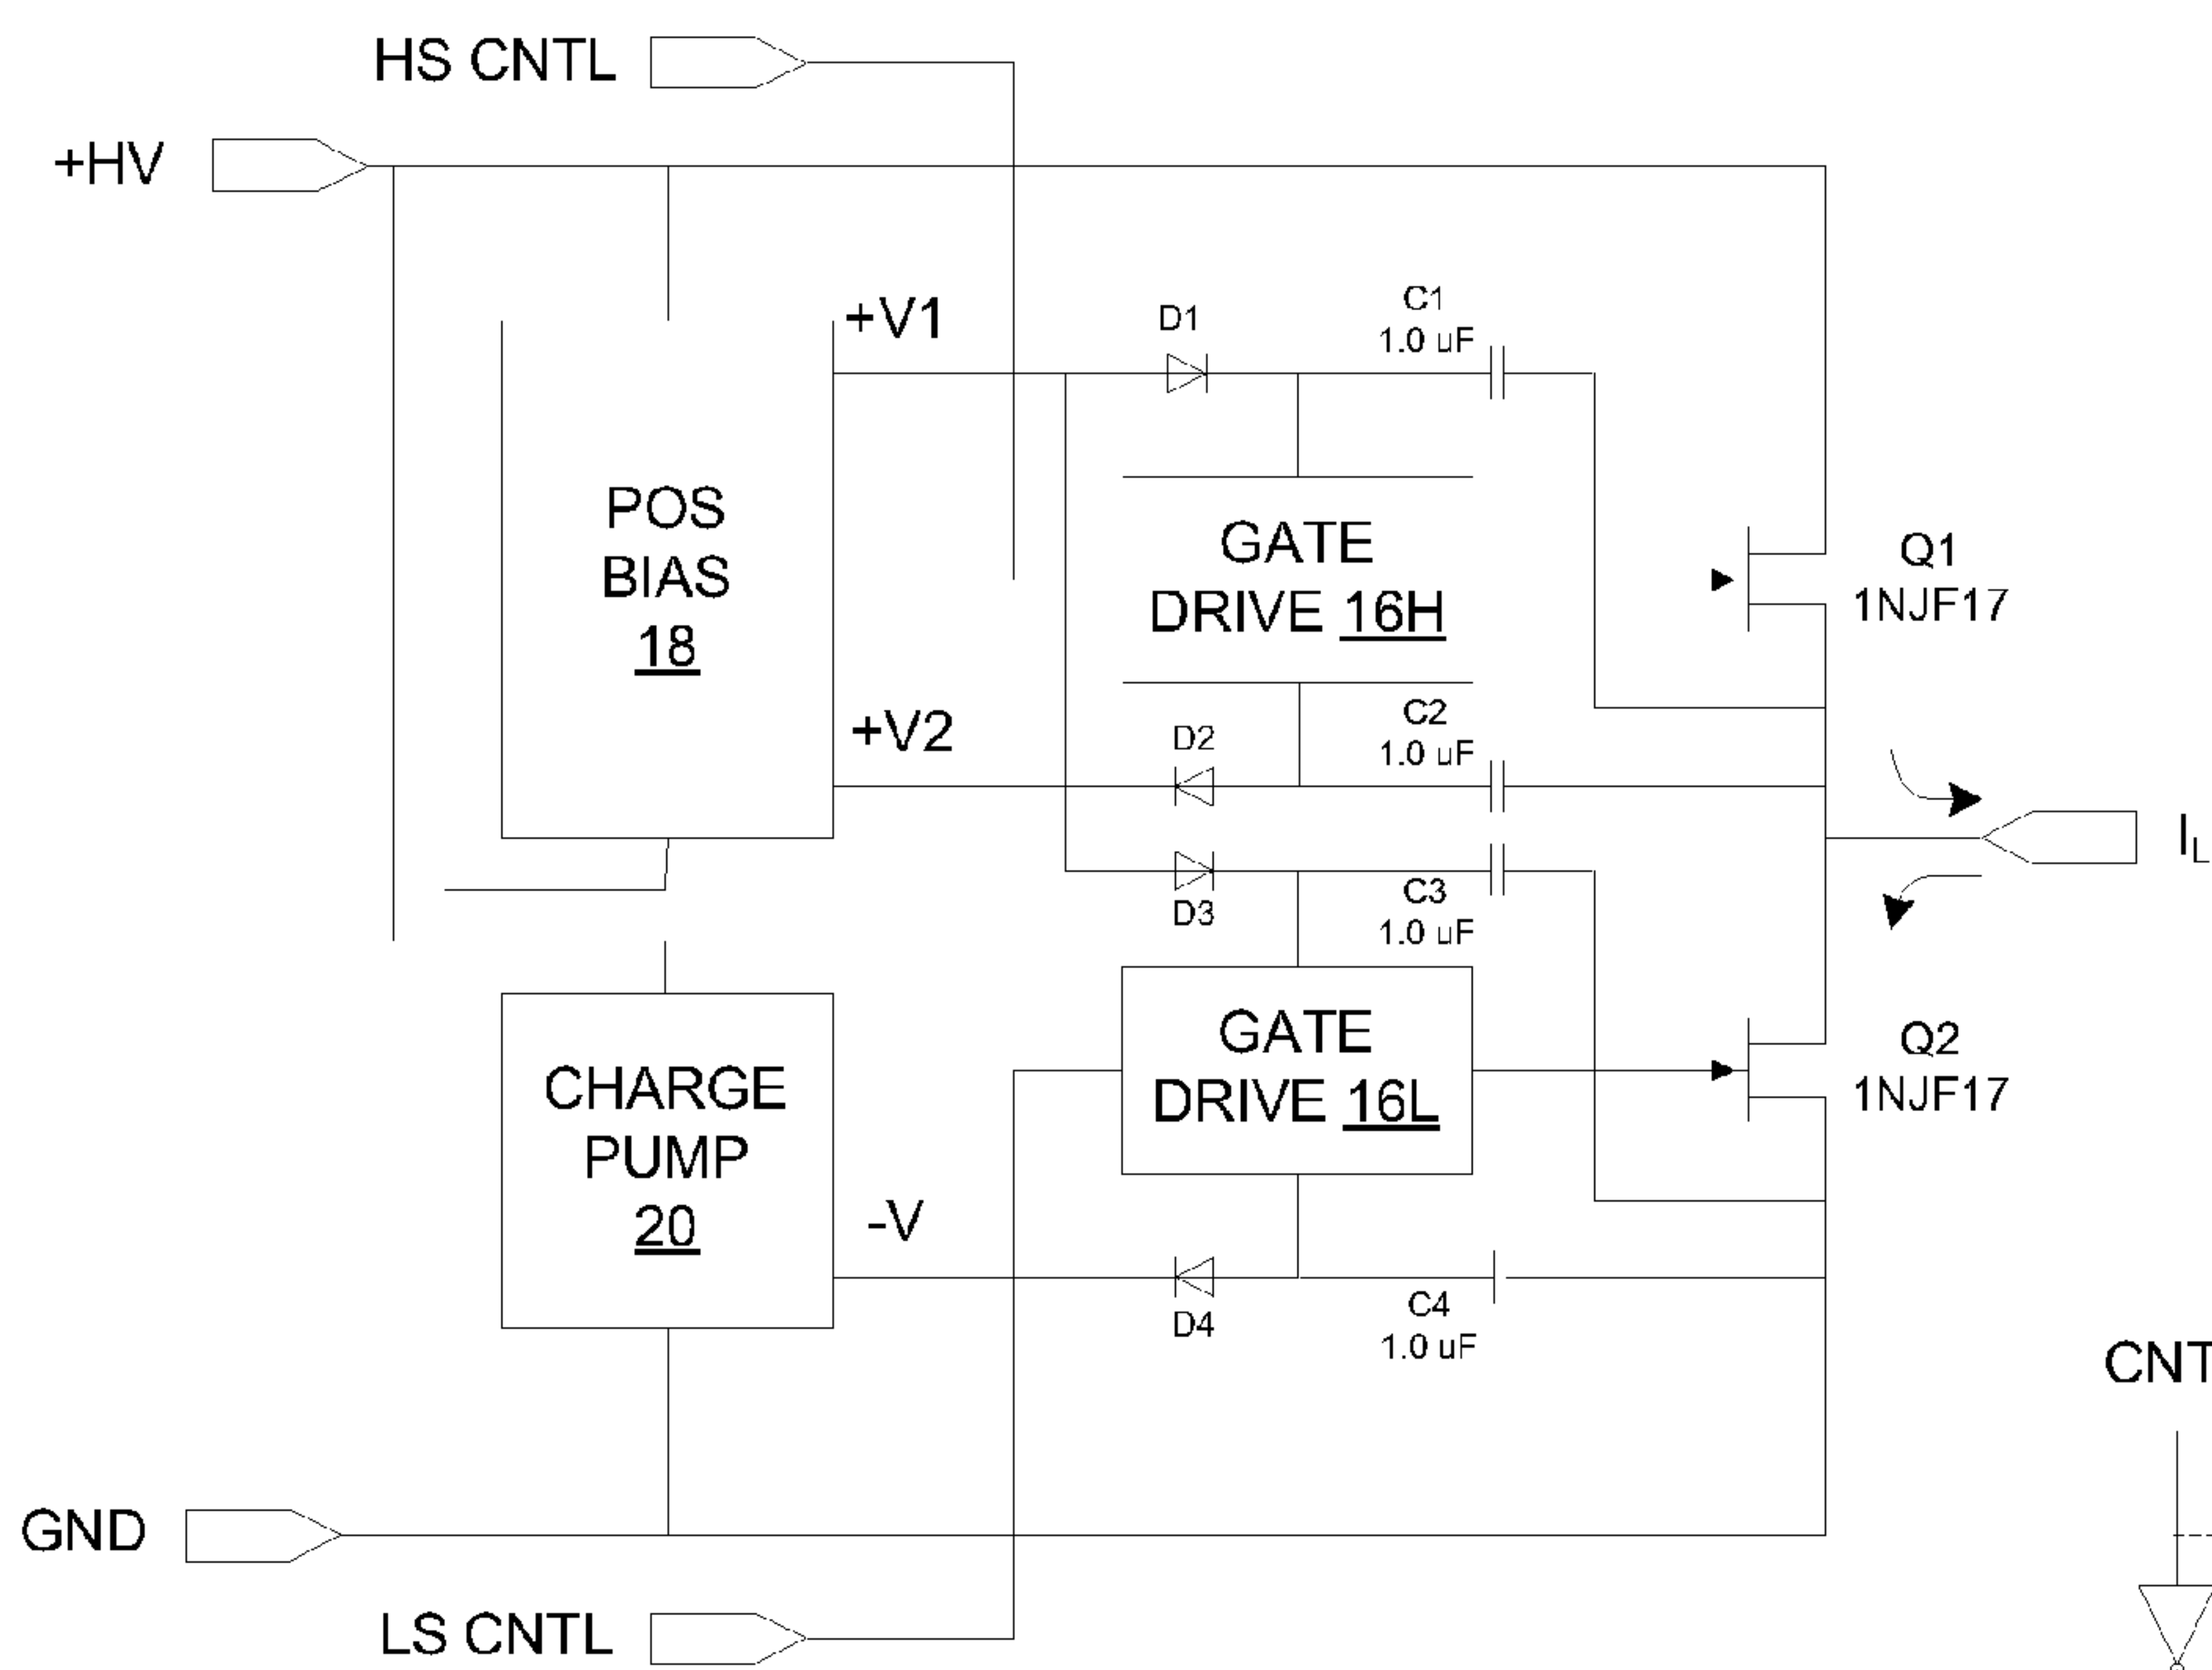 HS CNTL
+HV
+V1
D1
C1
1.0 uF
POS
BIAS
18
GATE
DRIVE 16H
Q1
1NJF17
+V2
D2
C2
1.0 uF
IL
D3
C3
1.0 uF
GATE
DRIVE 16L
Q2
1NJF17
CHARGE
PUMP
20
-V
D4
C4
1.0 uF
CNT
GND
LS CNTL